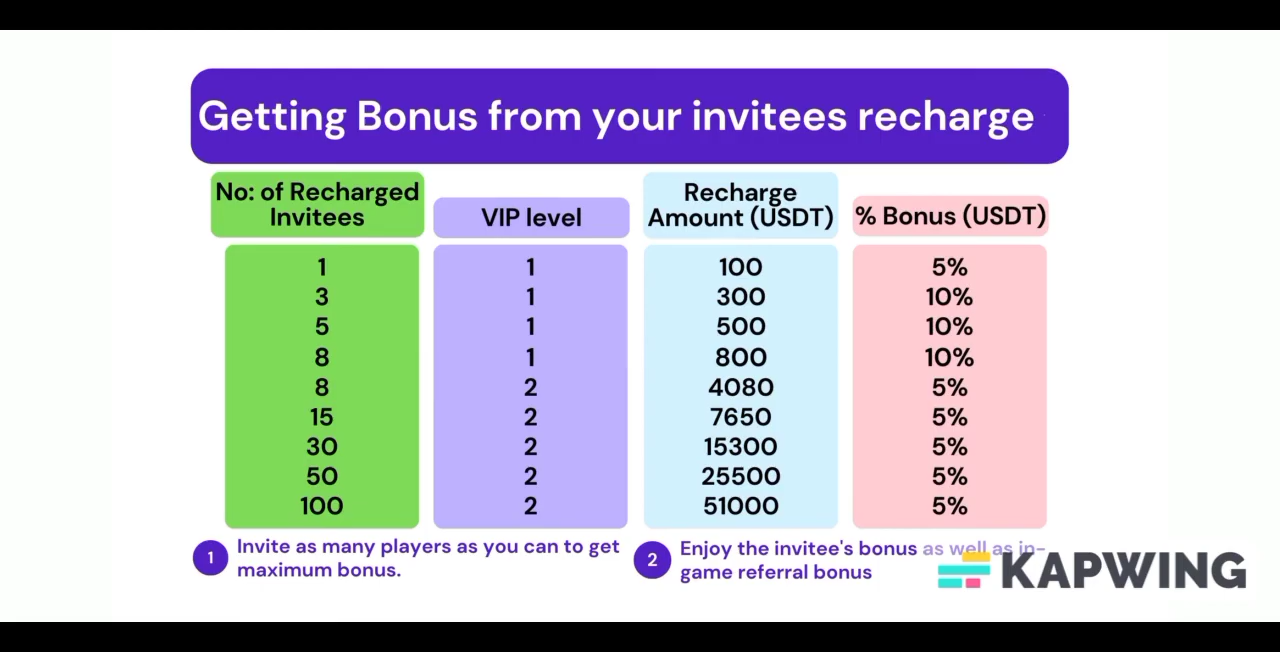 Getting Bonus from your invitees recharge
No: of Recharged
Invitees
VIP level
Recharge
Amount (USDT)
% Bonus (USDT)
1 1 100 5%
3 1 300 10%
5 1 500 10%
8 1 800 10%
8 2 4080 5%
15 2 7650 5%
30 2 15300 5%
50 2 25500 5%
100 2 51000 5%
1 Invite as many players as you can to get
maximum bonus.
2 Enjoy the invitee's bonus as well as in-
game referral bonus
KAPWING